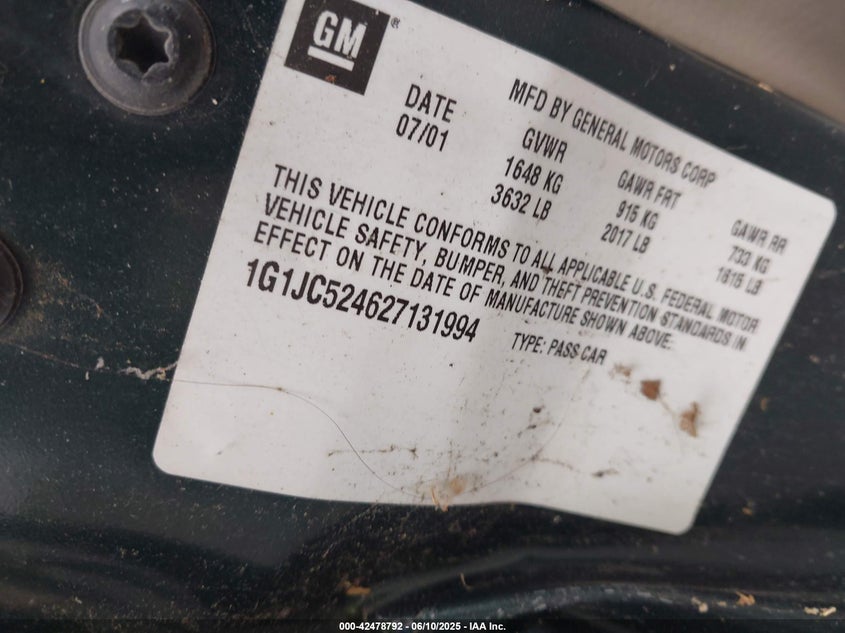 GM ®
MFD BY GENERAL MOTORS CORP
DATE GVWR GAWR FRT GAWR RR
07/01 1648 KG 915 KG 733 KG
3632 LB 2017 LB 1615 LB
THIS VEHICLE CONFORMS TO ALL APPLICABLE U.S. FEDERAL MOTOR
VEHICLE SAFETY, BUMPER, AND THEFT PREVENTION STANDARDS IN
EFFECT ON THE DATE OF MANUFACTURE SHOWN ABOVE.
1G1JC524627131994 TYPE: PASS CAR
000-42478792 - 06/10/2025 - IAA Inc.